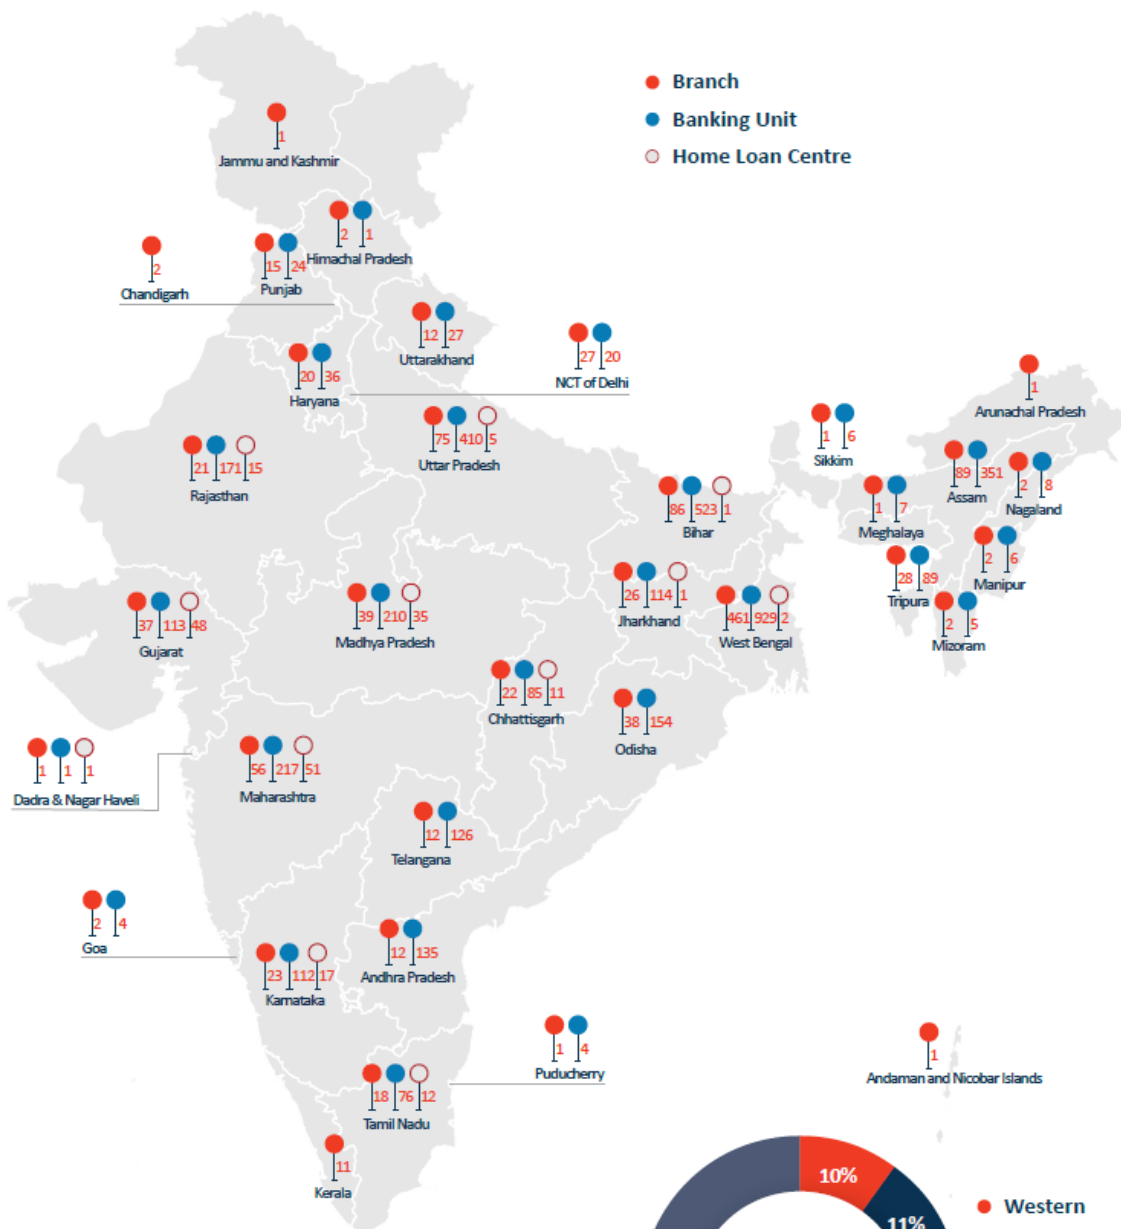 Branch
Banking Unit
Home Loan Centre
1
Jammu and Kashmir
2 1
Himachal Pradesh
2
Chandigarh
15 24
Punjab
12 27
Uttarakhand
27 20
NCT of Delhi
20 36
Haryana
1
Arunachal Pradesh
75 410 5
Uttar Pradesh
1 6
Sikkim
21 171 15
Rajasthan
89 351
Assam
2 8
Nagaland
86 523 1
Bihar
1 7
Meghalaya
2 6
Manipur
28 89
Tripura
2 5
Mizoram
37 113 48
Gujarat
39 210 35
Madhya Pradesh
26 114 1
Jharkhand
461 929 2
West Bengal
22 85 11
Chhattisgarh
38 154
Odisha
1 1 1
Dadra & Nagar Haveli
56 217 51
Maharashtra
12 126
Telangana
2 4
Goa
23 112 17
Karnataka
12 135
Andhra Pradesh
1 4
Puducherry
1
Andaman and Nicobar Islands
18 76 12
Tamil Nadu
11
Kerala
10%
11%
Western